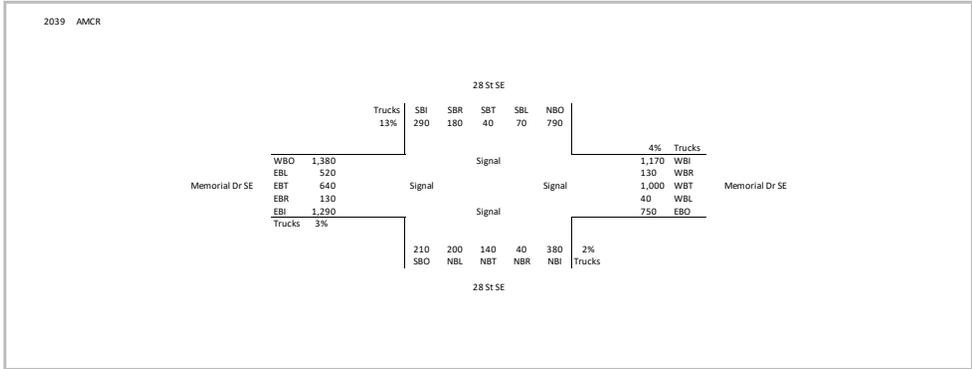 2039 AMCR
28 St SE
Trucks SBI SBR SBT SBL NBO
13% 290 180 40 70 790
4% Trucks
WBO 1,380 Signal 1,170 WBI
EBL 520 130 WBR
Memorial Dr SE EBT 640 Signal Signal 1,000 WBT Memorial Dr SE
EBR 130 40 WBL
EBI 1,290 Signal 750 EBO
Trucks 3%
210 200 140 40 380 2%
SBO NBL NBT NBR NBI Trucks
28 St SE